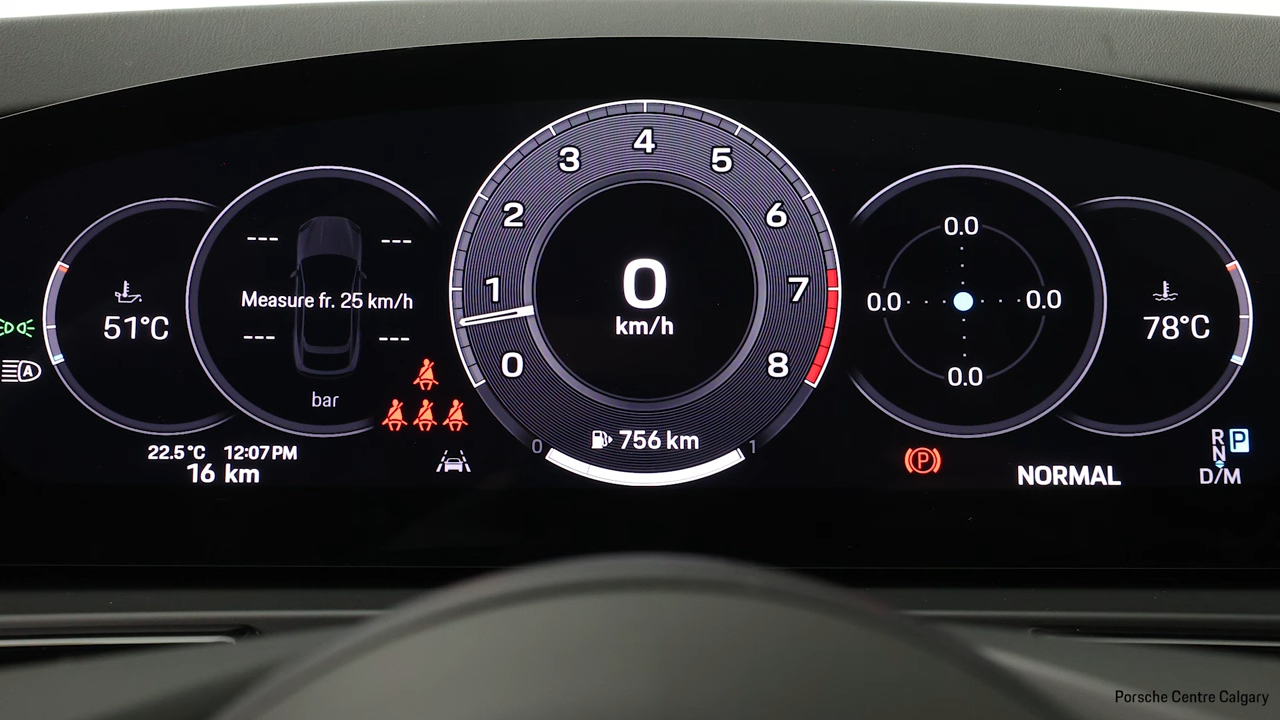 51°C
--- ---
Measure fr. 25 km/h
--- ---
bar
22.5°C 12:07PM
16 km
A
0
1
2
3
4
5
6
7
8
0
km/h
0 756 km 1
0.0
0.0 0.0
0.0
78°C
P
NORMAL
R P
N
D/M
Porsche Centre Calgary